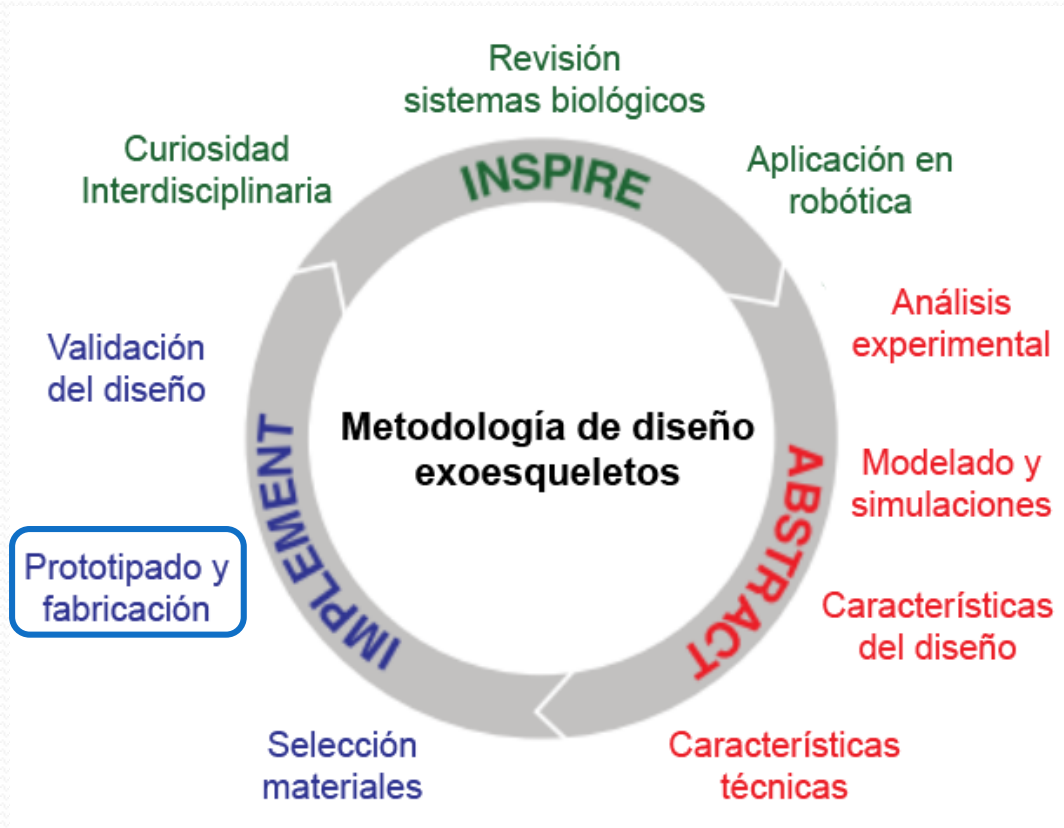 Revisión
sistemas biológicos
Curiosidad
Interdisciplinaria
Aplicación en
robótica
INSPIRE
Análisis
experimental
Validación
del diseño
Metodología de diseño
exoesqueletos
Modelado y
simulaciones
ABSTRACT
IMPLEMENT
Prototipado y
fabricación
Características
del diseño
Selección
materiales
Características
técnicas